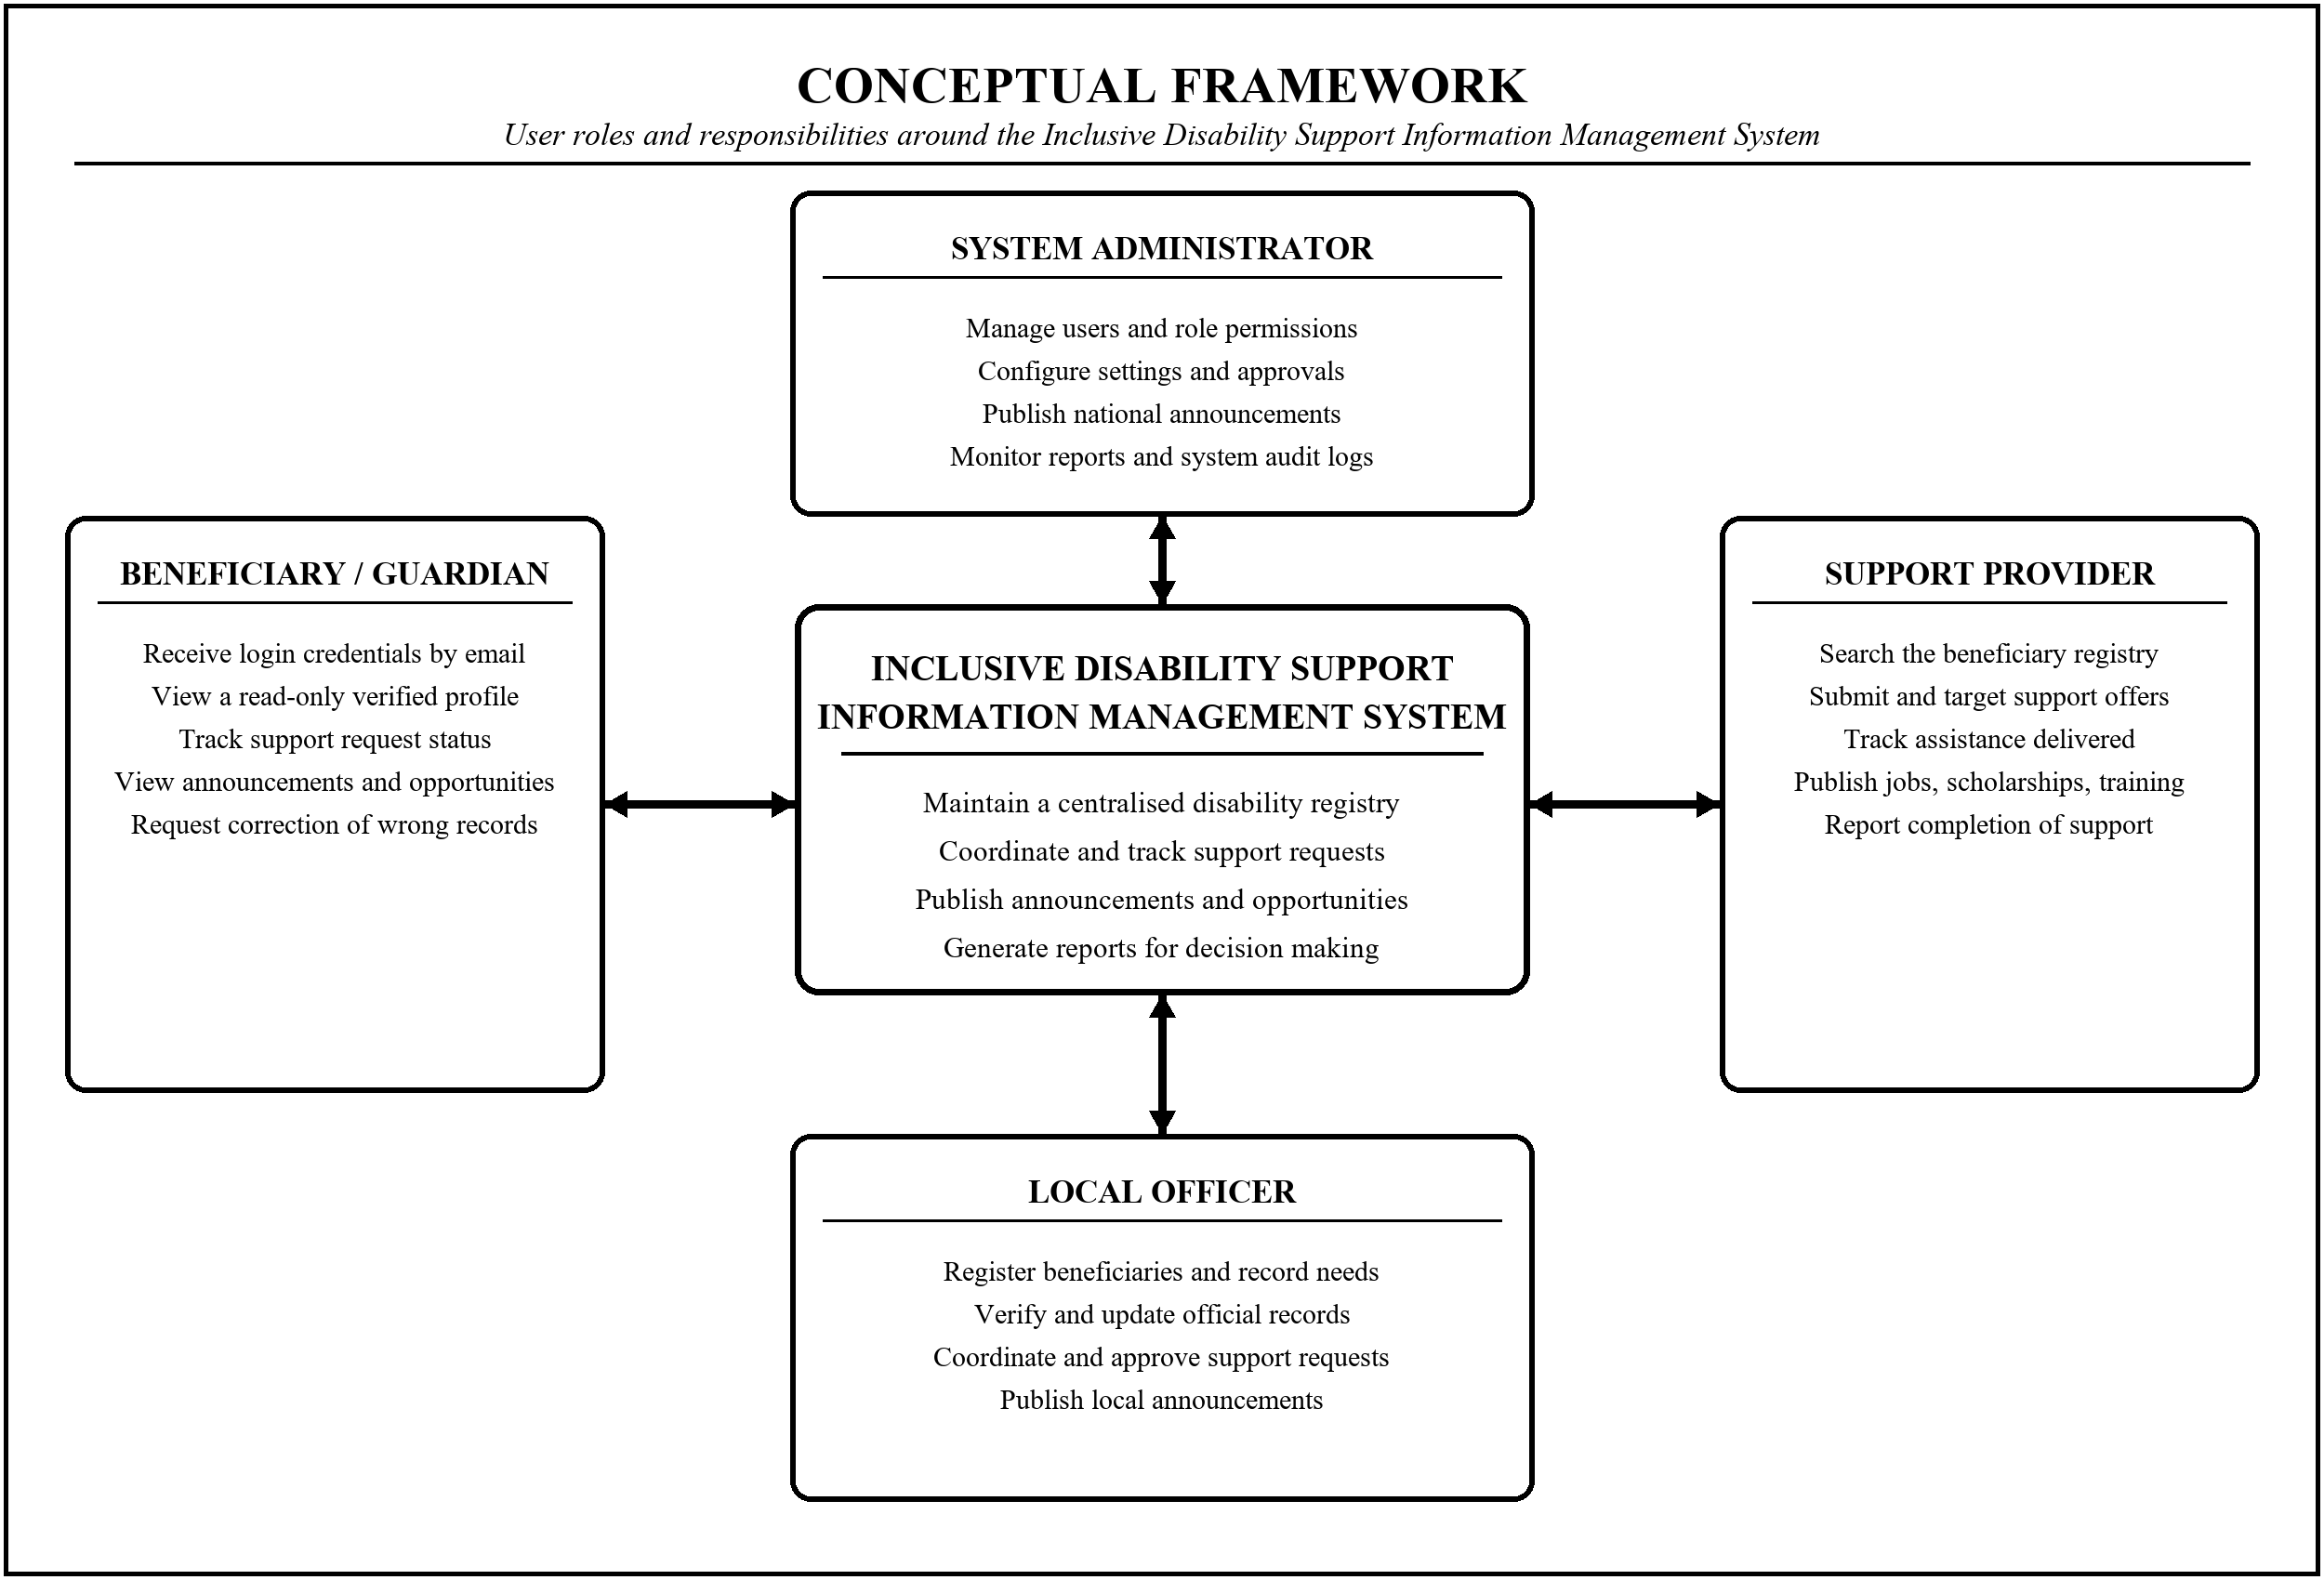 CONCEPTUAL FRAMEWORK
User roles and responsibilities around the Inclusive Disability Support Information Management System
SYSTEM ADMINISTRATOR
Manage users and role permissions
Configure settings and approvals
Publish national announcements
Monitor reports and system audit logs
BENEFICIARY / GUARDIAN
Receive login credentials by email
View a read-only verified profile
Track support request status
View announcements and opportunities
Request correction of wrong records
INCLUSIVE DISABILITY SUPPORT
INFORMATION MANAGEMENT SYSTEM
Maintain a centralised disability registry
Coordinate and track support requests
Publish announcements and opportunities
Generate reports for decision making
SUPPORT PROVIDER
Search the beneficiary registry
Submit and target support offers
Track assistance delivered
Publish jobs, scholarships, training
Report completion of support
LOCAL OFFICER
Register beneficiaries and record needs
Verify and update official records
Coordinate and approve support requests
Publish local announcements